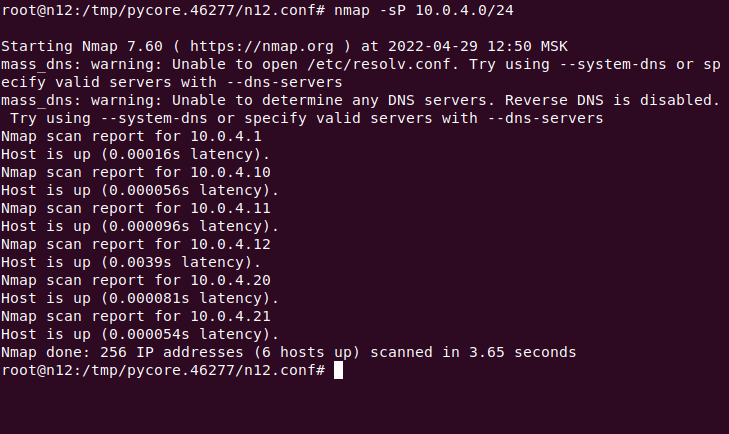 root@n12:/tmp/pycore.46277/n12.conf# nmap -sP 10.0.4.0/24
Starting Nmap 7.60 ( https://nmap.org ) at 2022-04-29 12:50 MSK
mass_dns: warning: Unable to open /etc/resolv.conf. Try using --system-dns or sp
ecify valid servers with --dns-servers
mass_dns: warning: Unable to determine any DNS servers. Reverse DNS is disabled.
 Try using --system-dns or specify valid servers with --dns-servers
Nmap scan report for 10.0.4.1
Host is up (0.00016s latency).
Nmap scan report for 10.0.4.10
Host is up (0.000056s latency).
Nmap scan report for 10.0.4.11
Host is up (0.000096s latency).
Nmap scan report for 10.0.4.12
Host is up (0.0039s latency).
Nmap scan report for 10.0.4.20
Host is up (0.000081s latency).
Nmap scan report for 10.0.4.21
Host is up (0.000054s latency).
Nmap done: 256 IP addresses (6 hosts up) scanned in 3.65 seconds
root@n12:/tmp/pycore.46277/n12.conf#